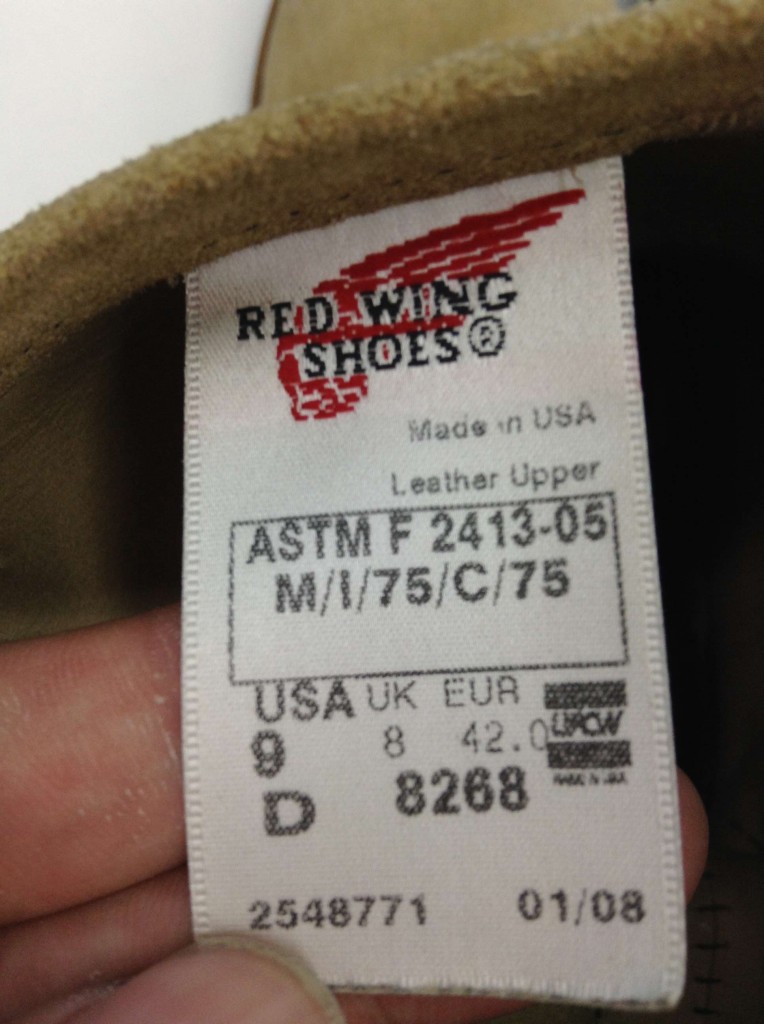 RED WING
SHOES®
Made in USA
Leather Upper
ASTM F 2413-05
M/I/75/C/75
USA UK EUR
9 8 42.0
D 8268
2548771 01/08